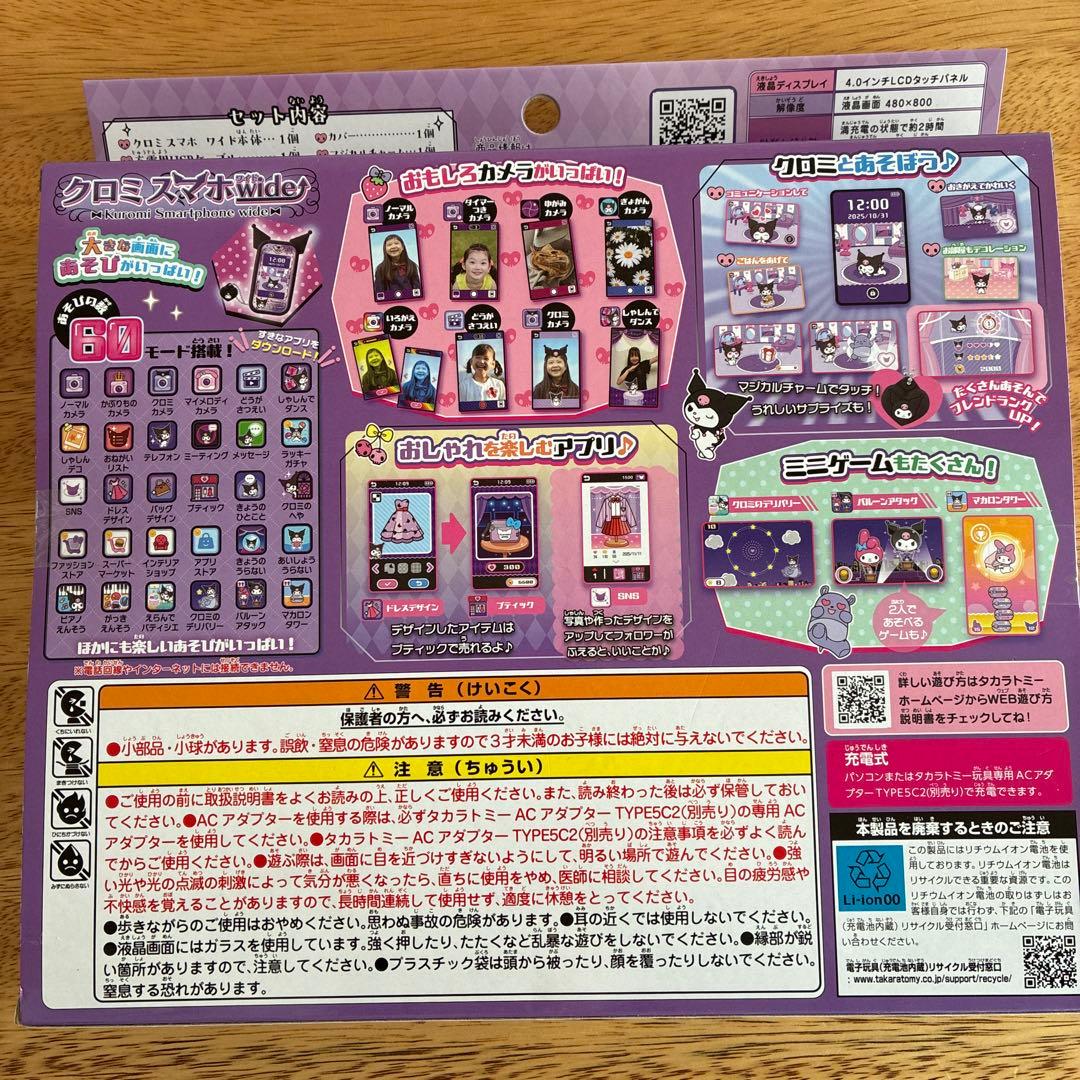 セット内容
クロミスマホ ワイド本体…1個
カバー…………1個
液晶ディスプレイ
4.0インチLCDタッチパネル
解像度
液晶画面 480×800
満充電の状態で約2時間
クロミスマホwide
Kuromi Smartphone wide
大きな画面に
あそびがいっぱい！
あそびの数
60モード搭載！
すきなアプリを
ダウンロード！
ノーマル
カメラ
かぶりもの
カメラ
クロミ
カメラ
マイメロディ
カメラ
どうが
さつえい
しゃしんで
ダンス
しゃしん
デコ
おねがい
リスト
テレフォン
ミーティング
メッセージ
ラッキー
ガチャ
SNS
ドレス
デザイン
バッグ
デザイン
ブティック
きょうの
ひとこと
クロミの
へや
ファッション
ストア
スーパー
マーケット
インテリア
ショップ
アプリ
ストア
きょうの
うらない
あいしょう
うらない
ピアノ
えんそう
がっき
えんそう
えらんで
パティシエ
クロミの
デリバリー
バルーン
アタック
マカロン
タワー
ほかにも楽しいあそびがいっぱい！
※電話回線やインターネットには接続できません。
おもしろカメラがいっぱい！
ノーマル
カメラ
タイマー
つき
カメラ
ゆがみ
カメラ
ぎょがん
カメラ
いろがえ
カメラ
どうが
さつえい
クロミ
カメラ
しゃしんで
ダンス
クロミとあそぼう♪
コミュニケーションして
おきがえでかわいく
12:00
2025/10/31
ごはんをあげて
お部屋もデコレーション
マジカルチャームでタッチ！
うれしいサプライズも！
たくさんあそんで
フレンドランク
UP！
おしゃれを楽しむアプリ♪
12:09
12:09
300
6600
ドレスデザイン
ブティック
SNS
デザインしたアイテムは
ブティックで売れるよ♪
写真や作ったデザインを
アップしてフォロワーが
ふえると、いいことが♪
ミニゲームもたくさん！
クロミのデリバリー
バルーンアタック
マカロンタワー
2人で
あそべる
ゲームも♪
詳しい遊び方はタカラトミー
ホームページからWEB遊び方
説明書をチェックしてね！
充電式
パソコンまたはタカラトミー玩具専用ACアダ
プターTYPE5C2(別売り)で充電できます。
くちにいれない
まきつけない
ひにちかづけない
みずにぬらさない
警告（けいこく）
保護者の方へ、必ずお読みください。
●小部品・小球があります。誤飲・窒息の危険がありますので3才未満のお子様には絶対に与えないでください。
注意（ちゅうい）
●ご使用の前に取扱説明書をよくお読みの上、正しくご使用ください。また、読み終わった後は必ず保管しておい
てください。●ACアダプターを使用する際は、必ずタカラトミーACアダプターTYPE5C2(別売り)の専用AC
アダプターを使用してください。●タカラトミーACアダプターTYPE5C2(別売り)の注意事項を必ずよく読ん
でからご使用ください。●遊ぶ際は、画面に目を近づけすぎないようにして、明るい場所で遊んでください。●強
い光や光の点滅の刺激によって気分が悪くなったら、直ちに使用をやめ、医師に相談してください。目の疲労感や
不快感を覚えることがありますので、長時間連続して使用せず、適度に休憩をとってください。
●歩きながらのご使用はおやめください。思わぬ事故の危険があります。●耳の近くでは使用しないでください。
●液晶画面にはガラスを使用しています。強く押したり、たたくなど乱暴な遊びをしないでください。●縁部が鋭
い箇所がありますので、注意してください。●プラスチック袋は頭から被ったり、顔を覆ったりしないでください。
窒息する恐れがあります。
本製品を廃棄するときのご注意
Li-ion00
この製品にはリチウムイオン電池を使
用しております。リチウムイオン電池は
リサイクルできる重要な資源です。この
リチウムイオン電池の取りはずしはお
客様自身では行わず、下記の「電子玩具
(充電池内蔵)リサイクル受付窓口」ホームページにお問
い合わせください。
電子玩具(充電池内蔵)リサイクル受付窓口
www.takaratomy.co.jp/support/recycle/